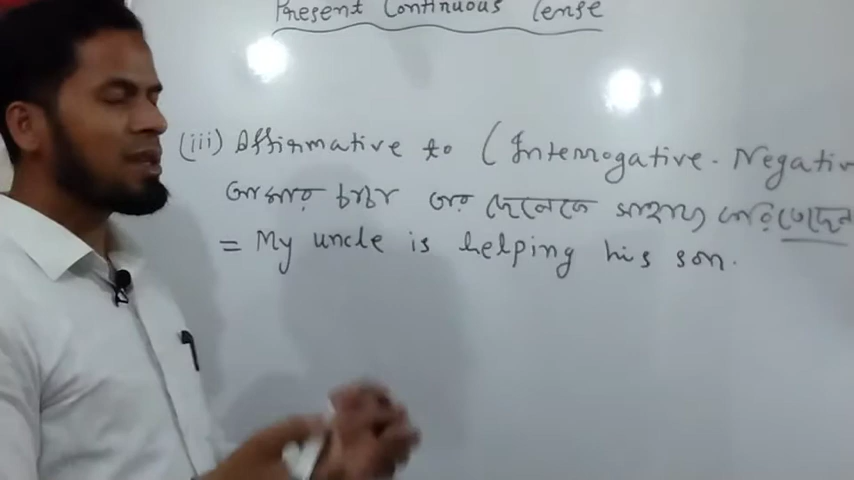 Present Continuous Tense
(iii) Affirmative to (Interrogative. Negativ
আমার চাচা তার ছেলেকে সাহায্য করিতেছেন
= My uncle is helping his son.